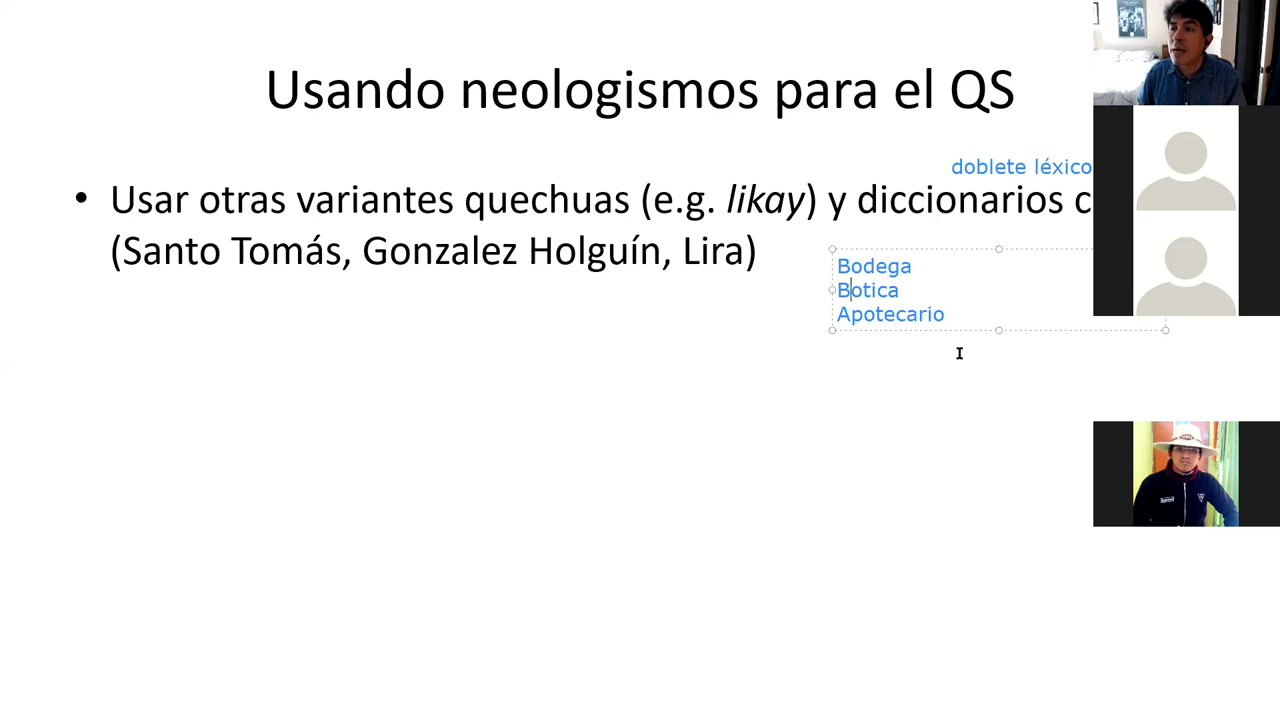 Usando neologismos para el QS
doblete léxico
• Usar otras variantes quechuas (e.g. likay) y diccionarios c
(Santo Tomás, Gonzalez Holguín, Lira)
Bodega
Botica
Apotecario